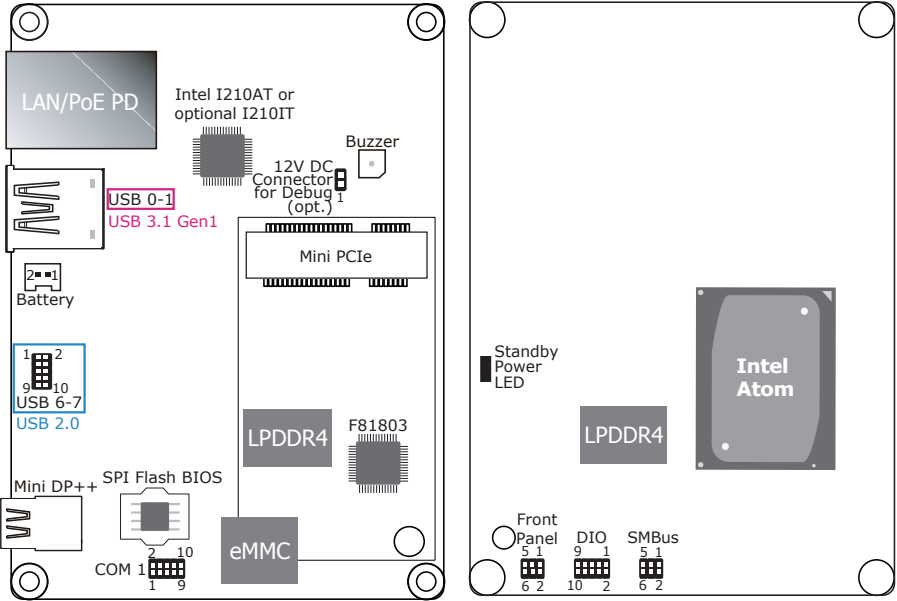 LAN/PoE PD
Intel I210AT or
optional I210IT
Buzzer
12V DC
Connector
for Debug
(opt.)
1
USB 0-1
USB 3.1 Gen1
Mini PCIe
2 1
Battery
1 2
9 10
USB 6-7
USB 2.0
LPDDR4
F81803
Mini DP++
SPI Flash BIOS
eMMC
2 10
COM 1
1 9
Standby
Power
LED
Intel
Atom
LPDDR4
Front
Panel
5 1
6 2
DIO
9 1
10 2
SMBus
5 1
6 2